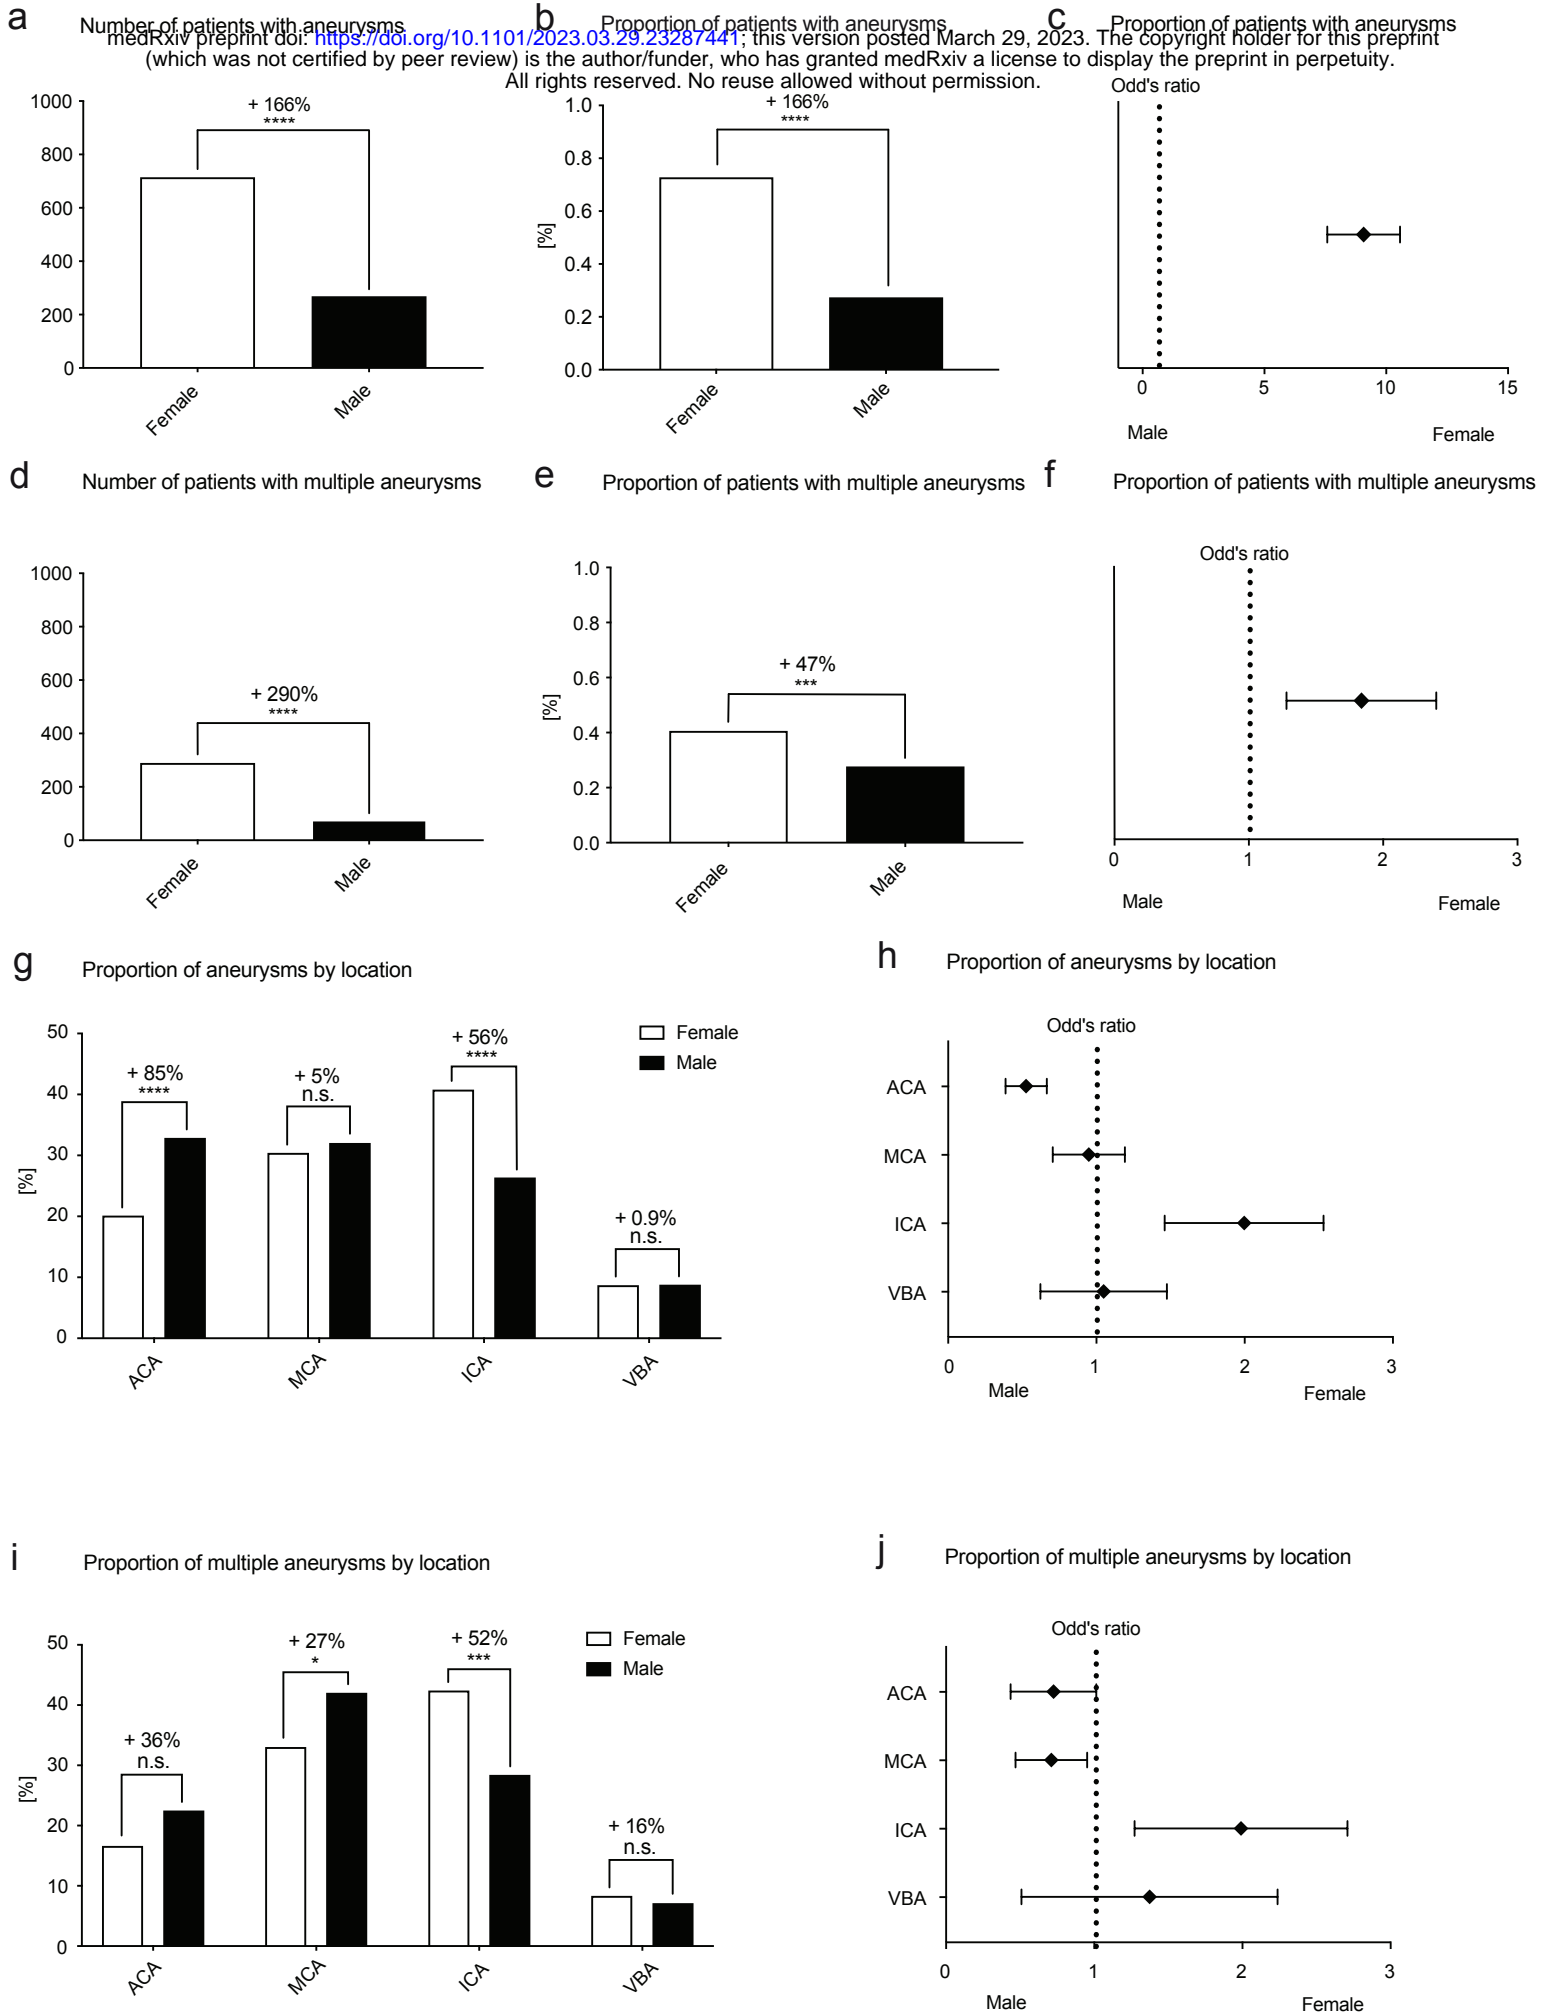 a
Number of patients with aneurysms
b
Proportion of patients with aneurysms
c
Proportion of patients with aneurysms
medRxiv preprint doi: https://doi.org/10.1101/2023.03.29.23287441; this version posted March 29, 2023. The copyright holder for this preprint
(which was not certified by peer review) is the author/funder, who has granted medRxiv a license to display the preprint in perpetuity.
All rights reserved. No reuse allowed without permission.
+ 166%
****
1000
800
600
400
200
0
Female
Male
+ 166%
****
[%]
1.0
0.8
0.6
0.4
0.2
0.0
Female
Male
Odd's ratio
0 5 10 15
Male Female
d
Number of patients with multiple aneurysms
1000
800
600
400
200
0
+ 290%
****
Female
Male
e
Proportion of patients with multiple aneurysms
[%]
1.0
0.8
0.6
0.4
0.2
0.0
+ 47%
***
Female
Male
f
Proportion of patients with multiple aneurysms
Odd's ratio
0 1 2 3
Male Female
g
Proportion of aneurysms by location
[%]
50
40
30
20
10
0
+ 85%
****
+ 5%
n.s.
+ 56%
****
+ 0.9%
n.s.
Female
Male
ACA
MCA
ICA
VBA
h
Proportion of aneurysms by location
Odd's ratio
ACA
MCA
ICA
VBA
0 1 2 3
Male Female
i
Proportion of multiple aneurysms by location
[%]
50
40
30
20
10
0
+ 36%
n.s.
+ 27%
*
+ 52%
***
+ 16%
n.s.
Female
Male
ACA
MCA
ICA
VBA
j
Proportion of multiple aneurysms by location
Odd's ratio
ACA
MCA
ICA
VBA
0 1 2 3
Male Female